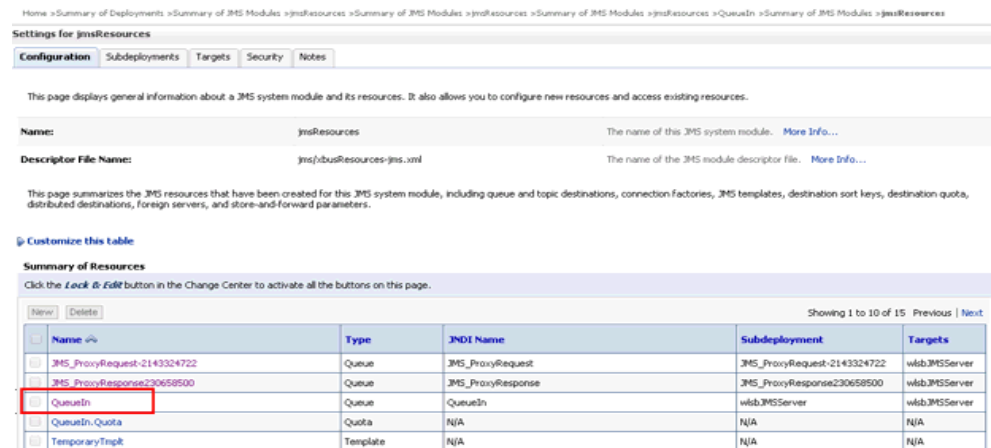 Home >Summary of Deployments >Summary of JMS Modules >jmsResources >Summary of JMS Modules >jmsResources >Summary of JMS Modules >jmsResources >QueueIn >Summary of JMS Modules >jmsResources
Settings for jmsResources
Configuration Subdeployments Targets Security Notes
This page displays general information about a JMS system module and its resources. It also allows you to configure new resources and access existing resources.
Name: jmsResources The name of this JMS system module. More Info...
Descriptor File Name: jms/xbusResources-jms.xml The name of the JMS module descriptor file. More Info...
This page summarizes the JMS resources that have been created for this JMS system module, including queue and topic destinations, connection factories, JMS templates, destination sort keys, destination quota,
distributed destinations, foreign servers, and store-and-forward parameters.
Customize this table
Summary of Resources
Click the Lock & Edit button in the Change Center to activate all the buttons on this page.
New Delete Showing 1 to 10 of 15 Previous | Next
Name Type JNDI Name Subdeployment Targets
JMS_ProxyRequest-2143324722 Queue JMS_ProxyRequest JMS_ProxyRequest-2143324722 wlsbJMSServer
JMS_ProxyResponse230658500 Queue JMS_ProxyResponse JMS_ProxyResponse230658500 wlsbJMSServer
QueueIn Queue QueueIn wlsbJMSServer wlsbJMSServer
QueueIn.Quota Quota N/A N/A N/A
TemporaryTmplt Template N/A N/A N/A